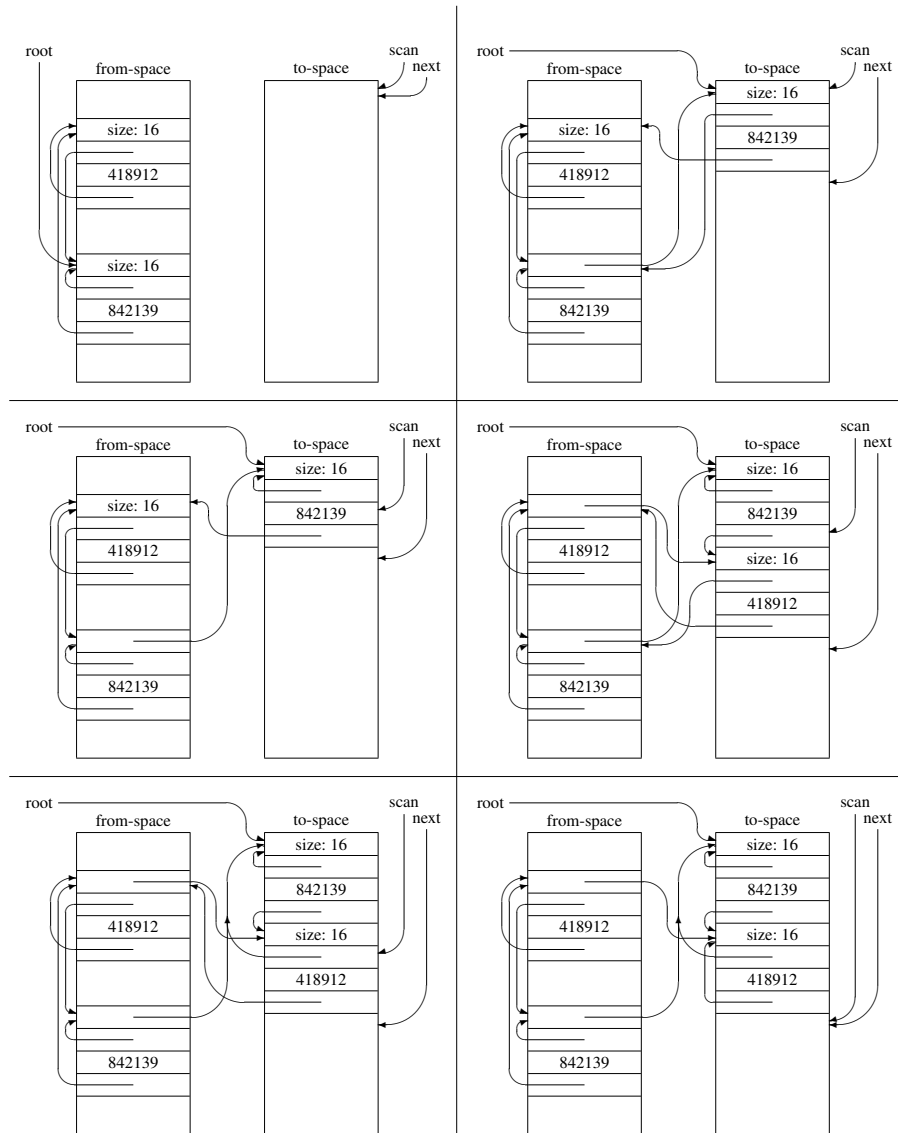 root
from-space
to-space
scan
next
size: 16
418912
size: 16
842139
root
from-space
to-space
scan
next
size: 16
size: 16
842139
418912
842139
root
from-space
to-space
scan
next
size: 16
size: 16
842139
418912
842139
root
from-space
to-space
scan
next
size: 16
842139
418912
size: 16
418912
842139
root
from-space
to-space
scan
next
size: 16
842139
418912
size: 16
418912
842139
root
from-space
to-space
scan
next
size: 16
842139
418912
size: 16
418912
842139